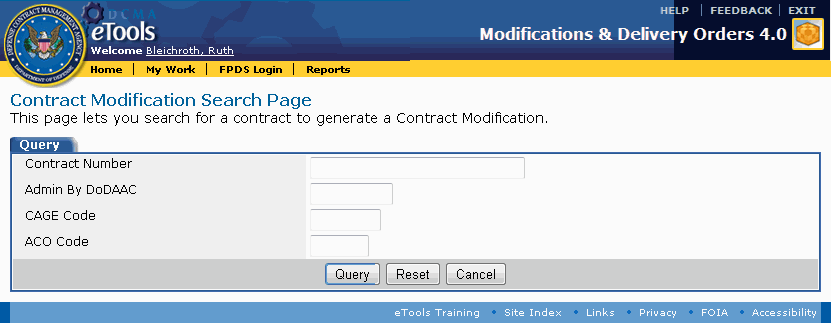 HELP | FEEDBACK | EXIT
DCMA
eTools
Modifications & Delivery Orders 4.0
Welcome Bleichroth, Ruth
DEFENSE CONTRACT MANAGEMENT AGENCY
DEPARTMENT OF DEFENSE
Home | My Work | FPDS Login | Reports
Contract Modification Search Page
This page lets you search for a contract to generate a Contract Modification.
Query
Contract Number
Admin By DoDAAC
CAGE Code
ACO Code
Query Reset Cancel
eTools Training • Site Index • Links • Privacy • FOIA • Accessibility